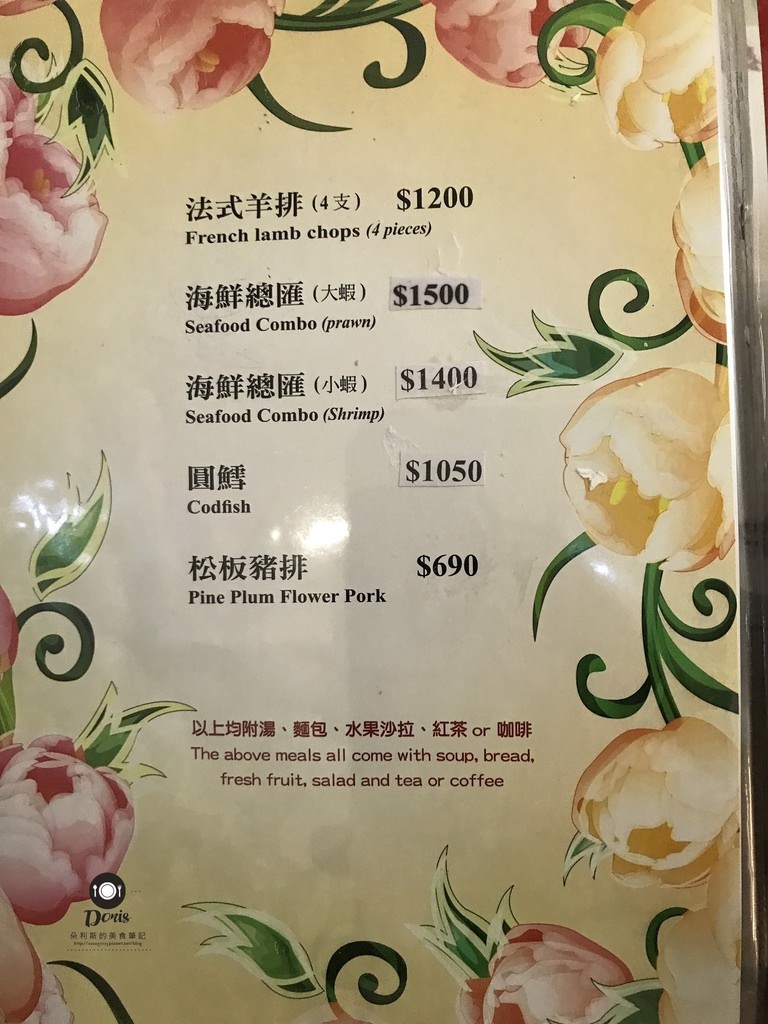 法式羊排 (4支) $1200
French lamb chops (4 pieces)
海鮮總匯 (大蝦) $1500
Seafood Combo (prawn)
海鮮總匯 (小蝦) $1400
Seafood Combo (Shrimp)
圓鱈 $1050
Codfish
松板豬排 $690
Pine Plum Flower Pork
以上均附湯、麵包、水果沙拉、紅茶 or 咖啡
The above meals all come with soup, bread,
fresh fruit, salad and tea or coffee
Doris
朵利斯的美食筆記